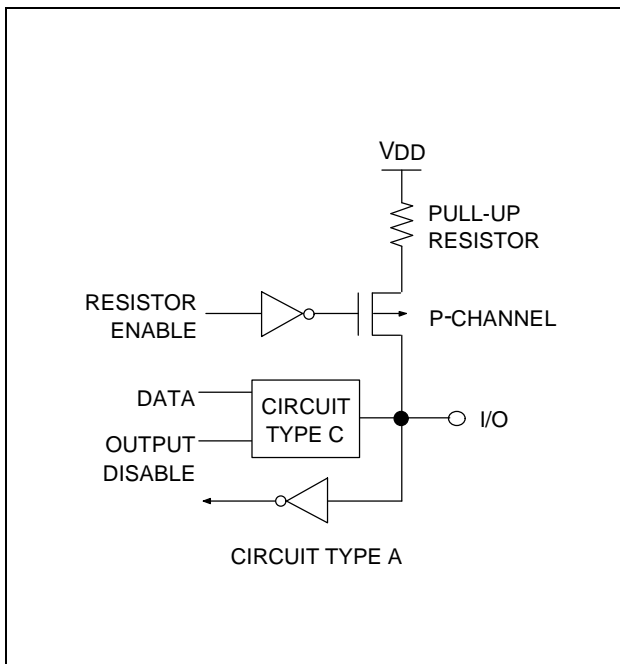 VDD
PULL-UP
RESISTOR
RESISTOR
ENABLE
P-CHANNEL
DATA
CIRCUIT
TYPE C
I/O
OUTPUT
DISABLE
CIRCUIT TYPE A